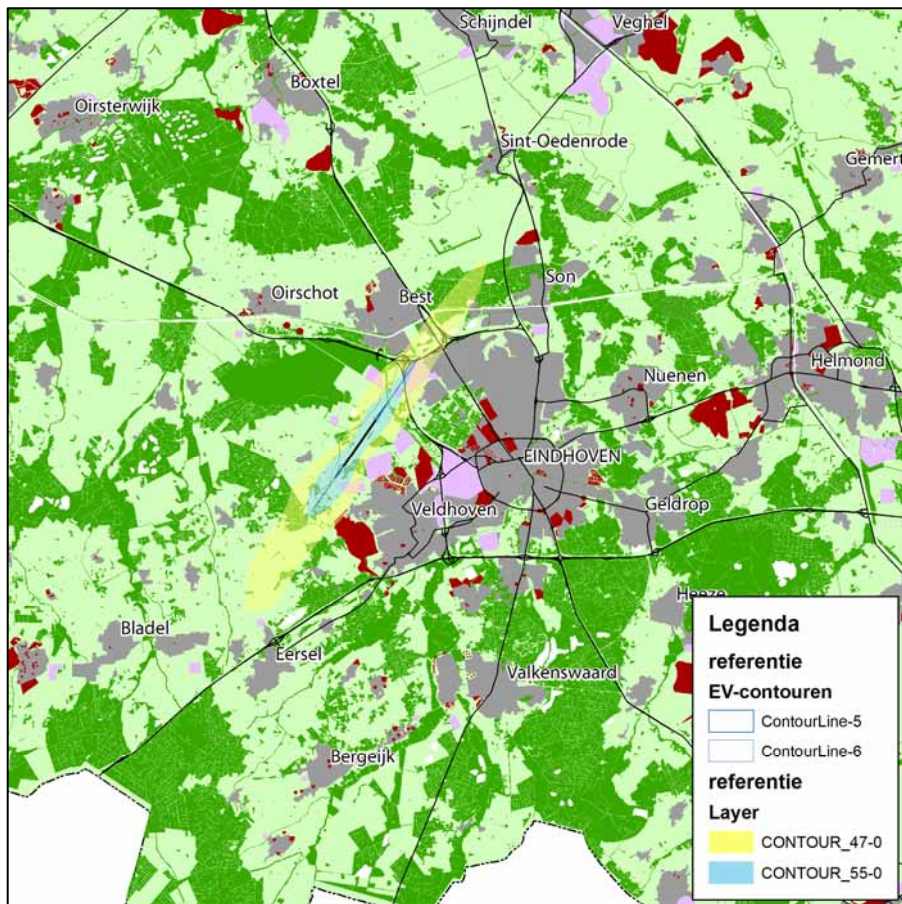 Schijndel
Veghel
Boxtel
Oirsterwijk
Sint-Oedenrode
Gemert
Son
Oirschot
Best
Helmond
Nuenen
EINDHOVEN
Veldhoven
Geldrop
Heeze
Bladel
Eersel
Valkenswaard
Bergeijk
Legenda
referentie
EV-contouren
ContourLine-5
ContourLine-6
referentie
Layer
CONTOUR_47-0
CONTOUR_55-0